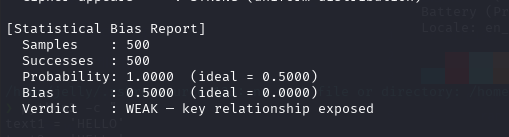 [Statistical Bias Report]
Samples : 500
Successes : 500
Probability: 1.0000 (ideal = 0.5000)
Bias : 0.5000 (ideal = 0.0000)
Verdict : WEAK — key relationship exposed